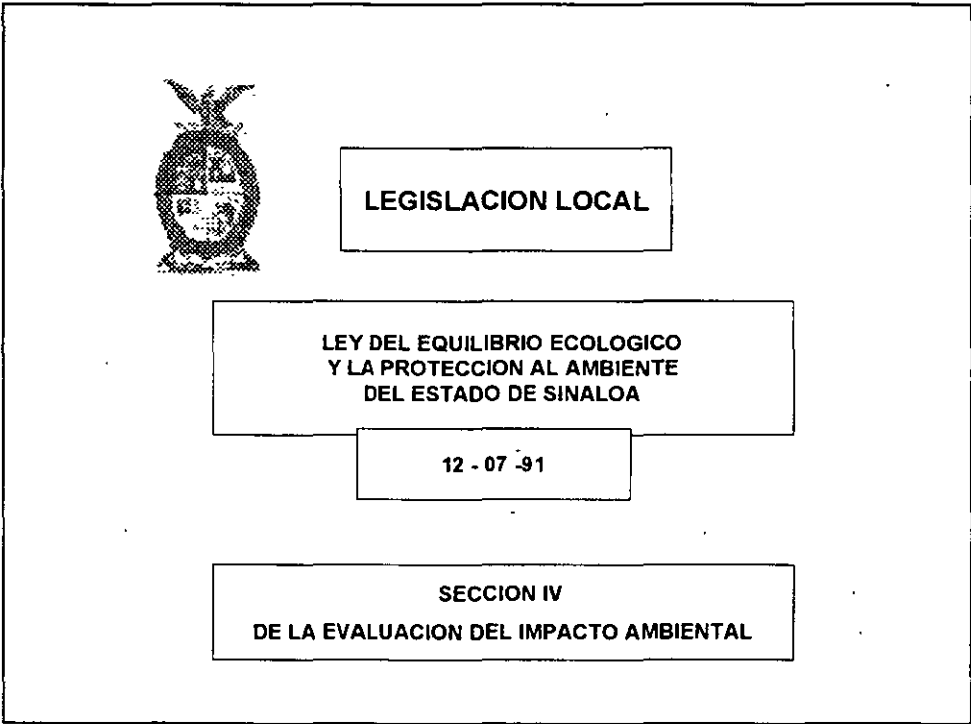 LEGISLACION LOCAL
LEY DEL EQUILIBRIO ECOLOGICO
Y LA PROTECCION AL AMBIENTE
DEL ESTADO DE SINALOA
12 - 07 -91
SECCION IV
DE LA EVALUACION DEL IMPACTO AMBIENTAL